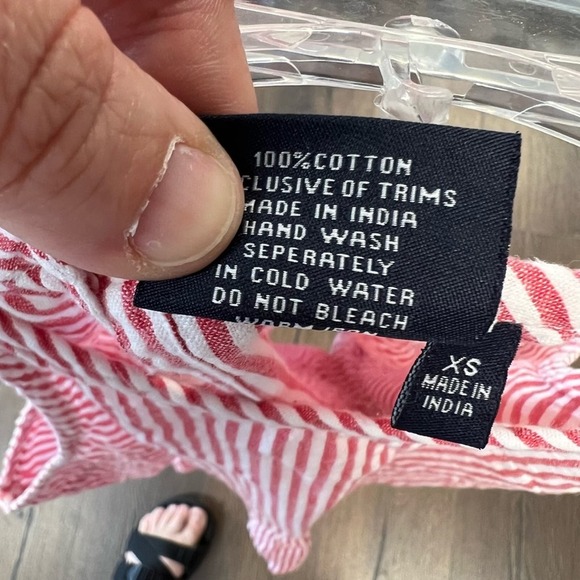 100% COTTON
CLUSIVE OF TRIMS
MADE IN INDIA
HAND WASH
SEPERATELY
IN COLD WATER
DO NOT BLEACH
WARM
XS
MADE IN
INDIA